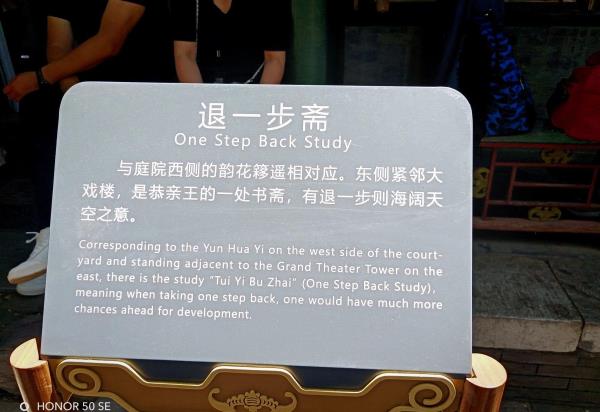 退一步斋
One Step Back Study
与庭院西侧的韵花簃遥相对应。东侧紧邻大
戏楼，是恭亲王的一处书斋，有退一步则海阔天
空之意。
Corresponding to the Yun Hua Yi on the west side of the court-
yard and standing adjacent to the Grand Theater Tower on the
east, there is the study “Tui Yi Bu Zhai” (One Step Back Study),
meaning when taking one step back, one would have much more
chances ahead for development.
HONOR 50 SE